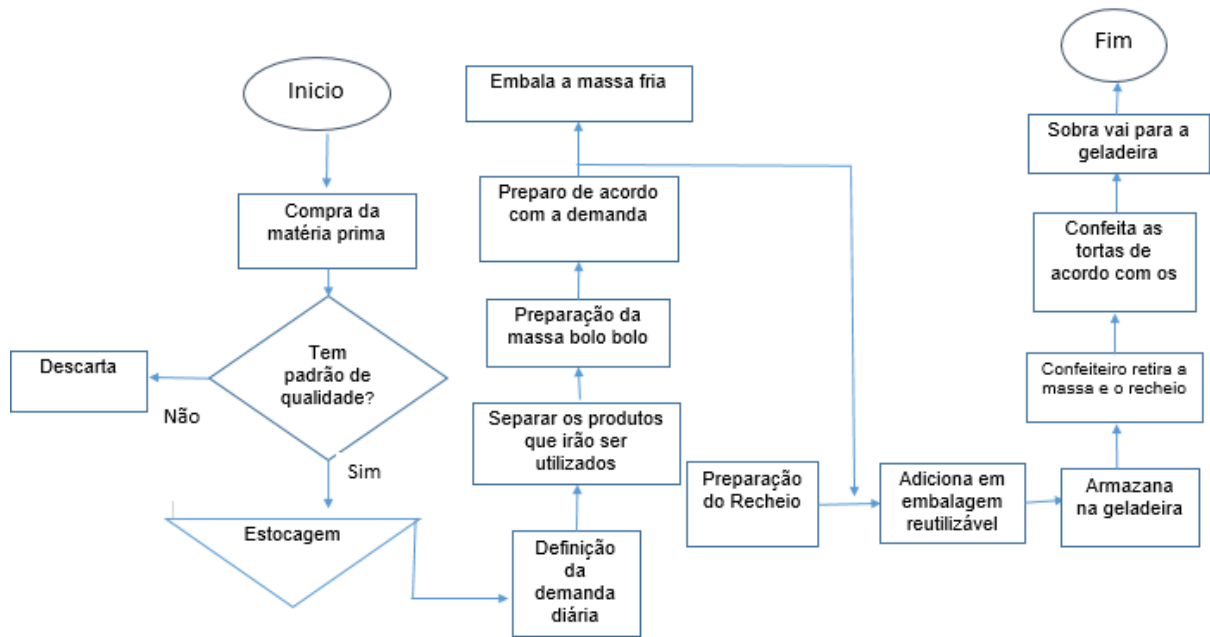 Inicio
Compra da
matéria prima
Tem
padrão de
qualidade?
Não
Descarta
Sim
Estocagem
Definição
da
demanda
diária
Separar os produtos
que irão ser
utilizados
Preparação da
massa bolo bolo
Preparo de acordo
com a demanda
Embala a massa fria
Preparação
do Recheio
Adiciona em
embalagem
reutilizável
Armazana
na geladeira
Confeiteiro retira a
massa e o recheio
Confeita as
tortas de
acordo com os
Sobra vai para a
geladeira
Fim